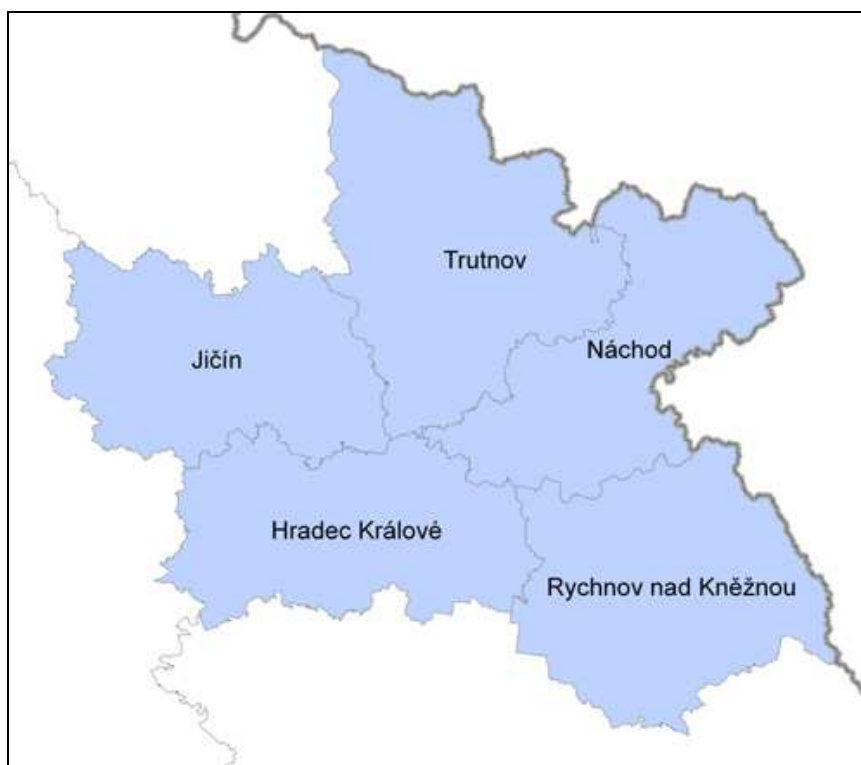 Trutnov
Náchod
Jičín
Hradec Králové
Rychnov nad Kněžnou